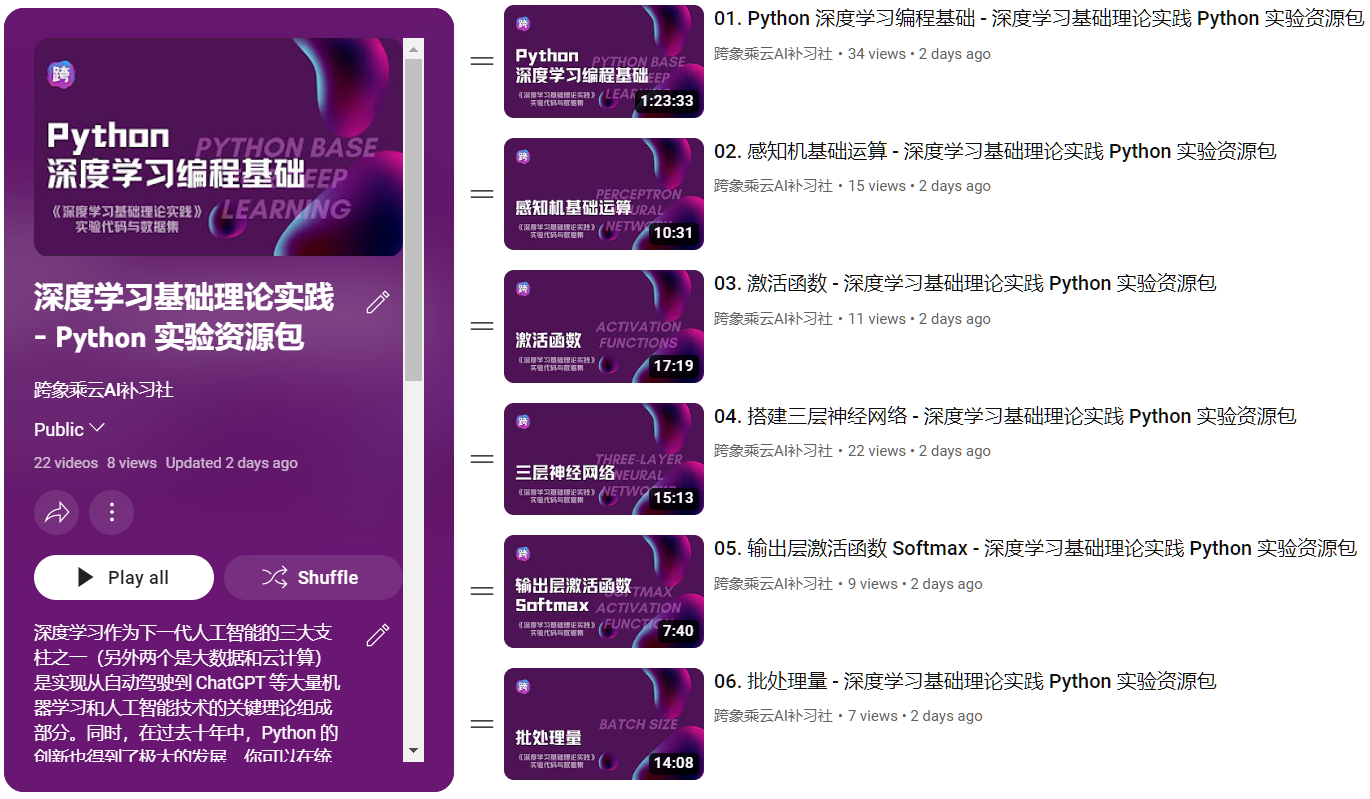 跨
Python
深度学习编程基础
PYTHON BASE
DEEP
LEARNING
《深度学习基础理论实践》
实验代码与数据集
深度学习基础理论实践
- Python 实验资源包
跨象乘云AI补习社
Public
22 videos 8 views Updated 2 days ago
Play all
Shuffle
深度学习作为下一代人工智能的三大支
柱之一（另外两个是大数据和云计算）
是实现从自动驾驶到 ChatGPT 等大量机
器学习和人工智能技术的关键理论组成
部分。同时，在过去十年中，Python 的
创新也得到了极大的发展 你可以在统
跨
Python
深度学习编程基础
PYTHON BASE
DEEP
LEARNING
《深度学习基础理论实践》
实验代码与数据集
1:23:33
01. Python 深度学习编程基础 - 深度学习基础理论实践 Python 实验资源包
跨象乘云AI补习社 • 34 views • 2 days ago
跨
感知机基础运算
PERCEPTRON
NEURAL
NETWORK
《深度学习基础理论实践》
实验代码与数据集
10:31
02. 感知机基础运算 - 深度学习基础理论实践 Python 实验资源包
跨象乘云AI补习社 • 15 views • 2 days ago
跨
激活函数
ACTIVATION
FUNCTIONS
《深度学习基础理论实践》
实验代码与数据集
17:19
03. 激活函数 - 深度学习基础理论实践 Python 实验资源包
跨象乘云AI补习社 • 11 views • 2 days ago
跨
三层神经网络
THREE-LAYER
NEURAL
NETWORKS
《深度学习基础理论实践》
实验代码与数据集
15:13
04. 搭建三层神经网络 - 深度学习基础理论实践 Python 实验资源包
跨象乘云AI补习社 • 22 views • 2 days ago
跨
输出层激活函数
Softmax
SOFTMAX
ACTIVATION
FUNCTION
《深度学习基础理论实践》
实验代码与数据集
7:40
05. 输出层激活函数 Softmax - 深度学习基础理论实践 Python 实验资源包
跨象乘云AI补习社 • 9 views • 2 days ago
跨
批处理量
BATCH SIZE
《深度学习基础理论实践》
实验代码与数据集
14:08
06. 批处理量 - 深度学习基础理论实践 Python 实验资源包
跨象乘云AI补习社 • 7 views • 2 days ago